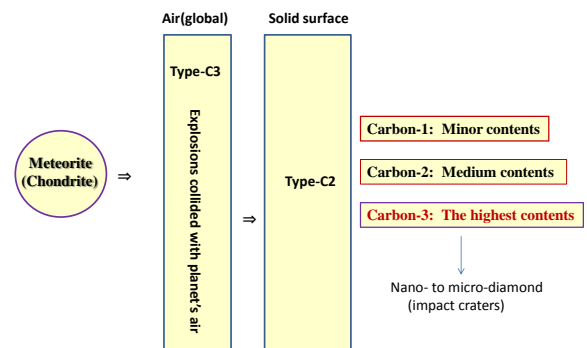 Air(global)
Solid surface
Type-C3
Explosions collided with planet's air
Meteorite
(Chondrite)
⇒
⇒
Type-C2
Carbon-1: Minor contents
Carbon-2: Medium contents
Carbon-3: The highest contents
Nano- to micro-diamond
(impact craters)